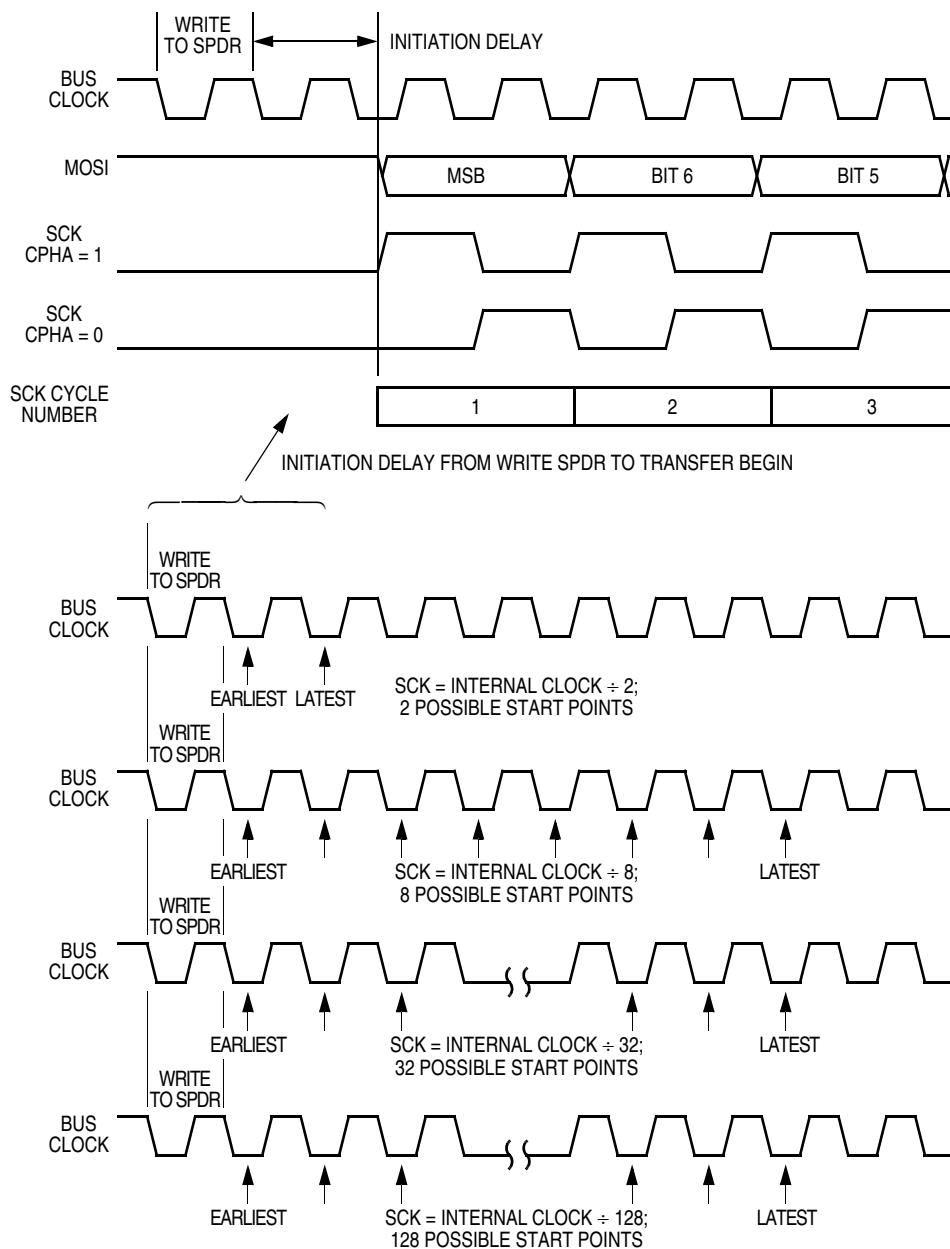 WRITE
TO SPDR
INITIATION DELAY
BUS
CLOCK
MOSI
MSB
BIT 6
BIT 5
SCK
CPHA = 1
SCK
CPHA = 0
SCK CYCLE
NUMBER
1
2
3
INITIATION DELAY FROM WRITE SPDR TO TRANSFER BEGIN
WRITE
TO SPDR
BUS
CLOCK
EARLIEST
LATEST
SCK = INTERNAL CLOCK ÷ 2;
2 POSSIBLE START POINTS
WRITE
TO SPDR
BUS
CLOCK
EARLIEST
SCK = INTERNAL CLOCK ÷ 8;
8 POSSIBLE START POINTS
LATEST
WRITE
TO SPDR
BUS
CLOCK
EARLIEST
SCK = INTERNAL CLOCK ÷ 32;
32 POSSIBLE START POINTS
LATEST
WRITE
TO SPDR
BUS
CLOCK
EARLIEST
SCK = INTERNAL CLOCK ÷ 128;
128 POSSIBLE START POINTS
LATEST